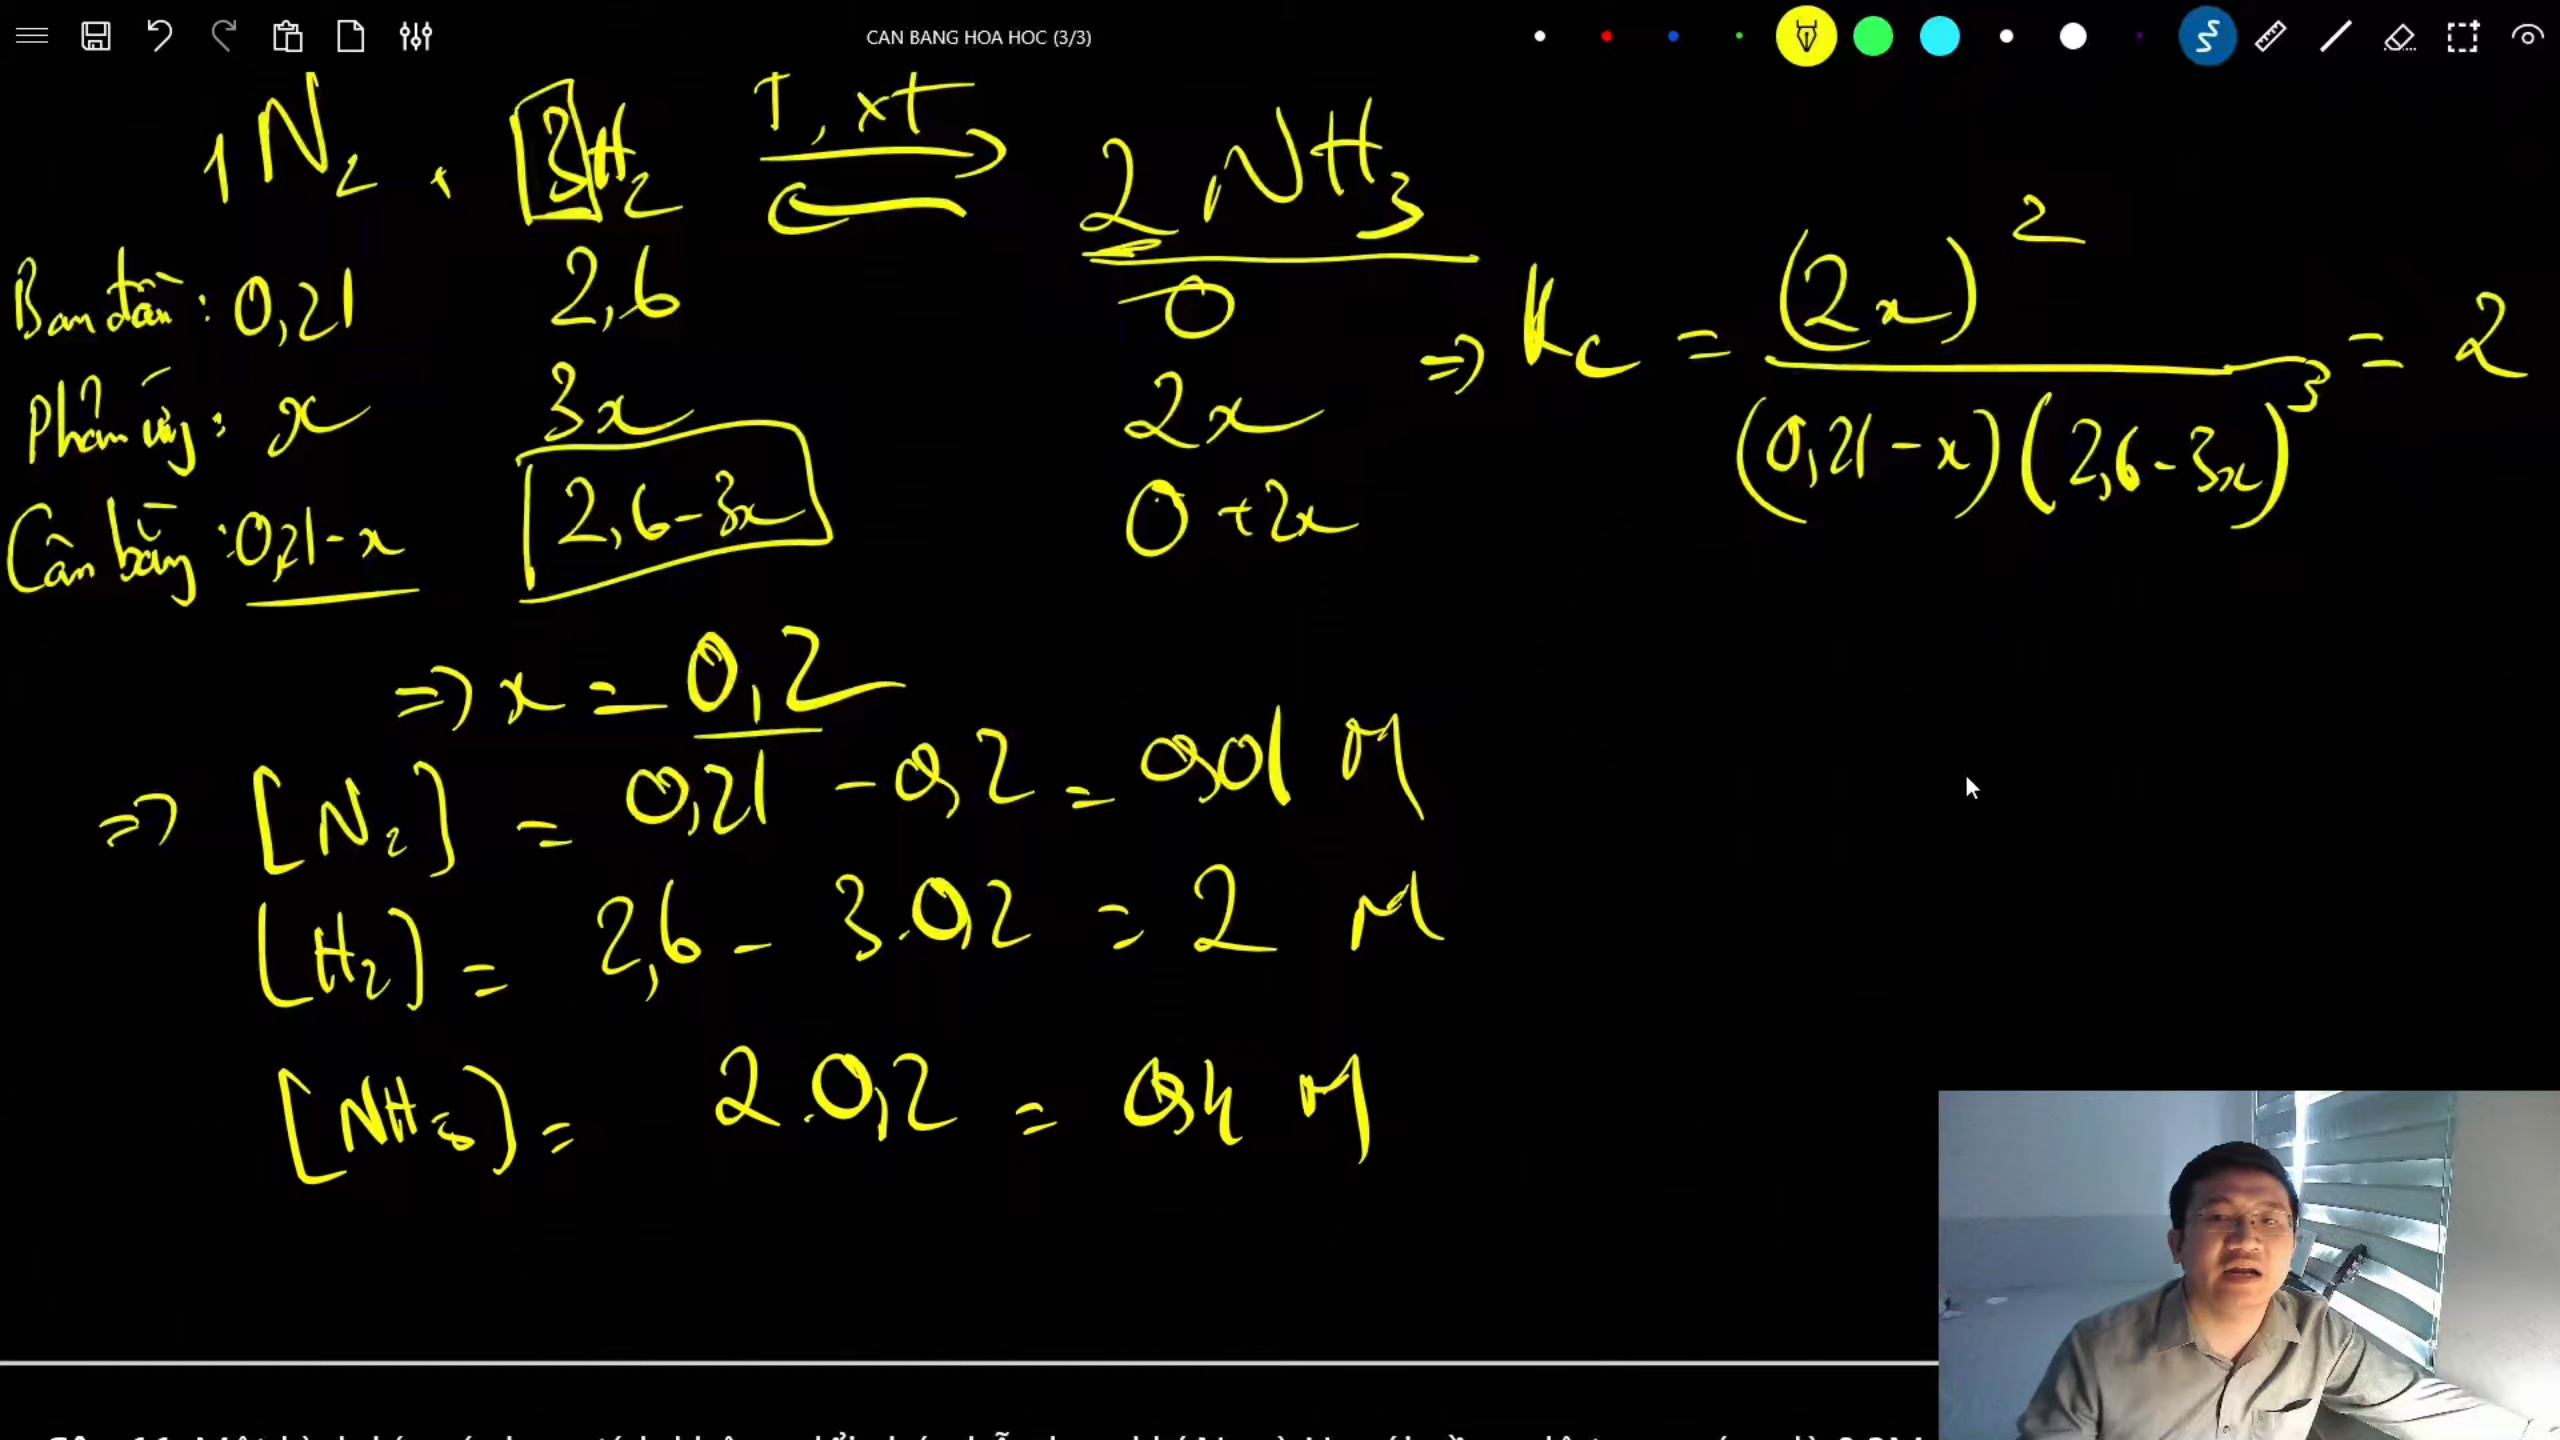 CAN BANG HOA HOC (3/3)
1N₂ + 3H₂ T, xt ⇌ 2NH₃
Ban đầu: 0,21 2,6 0
Phản ứng: x 3x 2x
Cân bằng: 0,21-x 2,6-3x 0+2x
⇒ Kc = (2x)² / (0,21-x)(2,6-3x)³ = 2
⇒ x = 0,2
⇒ [N₂] = 0,21 - 0,2 = 0,01 M
[H₂] = 2,6 - 3.0,2 = 2 M
[NH₃] = 2.0,2 = 0,4 M